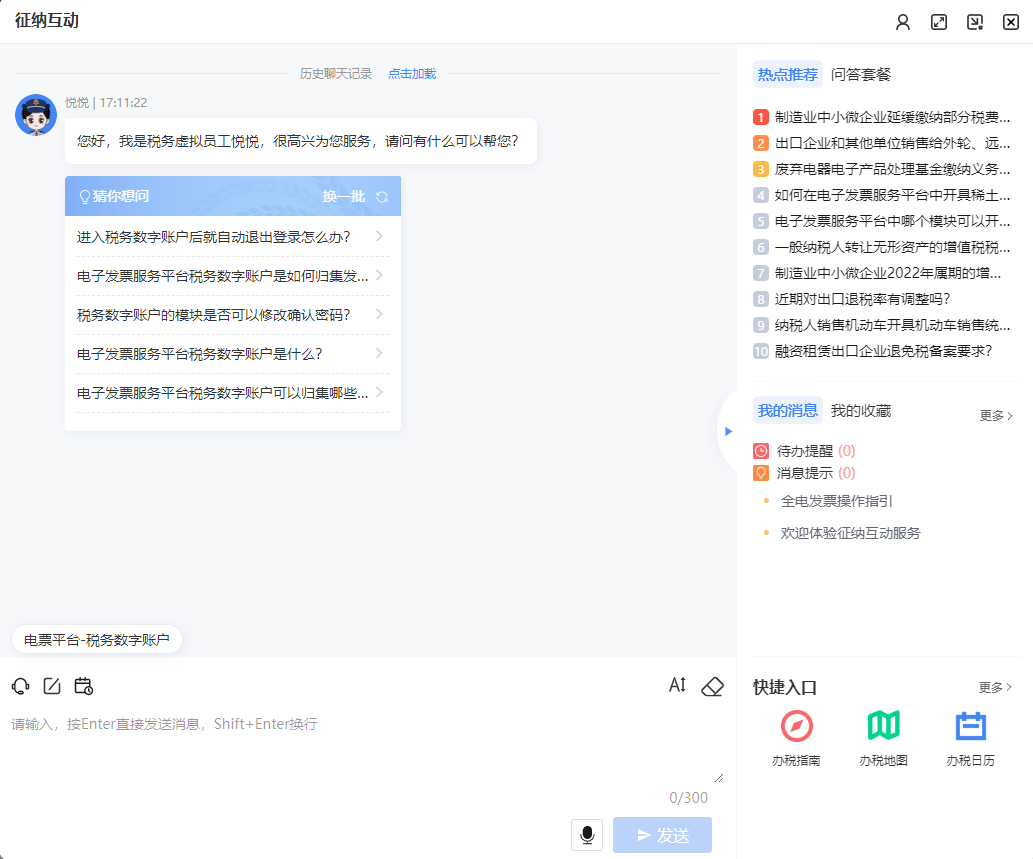 征纳互动
历史聊天记录 点击加载
悦悦 | 17:11:22
您好，我是税务虚拟员工悦悦，很高兴为您服务，请问有什么可以帮您？
猜你想问 换一批
进入税务数字账户后就自动退出登录怎么办？
电子发票服务平台税务数字账户是如何归集发...
税务数字账户的模块是否可以修改确认密码？
电子发票服务平台税务数字账户是什么？
电子发票服务平台税务数字账户可以归集哪些...
电票平台-税务数字账户
请输入，按Enter直接发送消息，Shift+Enter换行
0/300
发送
热点推荐 问答套餐
1 制造业中小微企业延缓缴纳部分税费...
2 出口企业和其他单位销售给外轮、远...
3 废弃电器电子产品处理基金缴纳义务...
4 如何在电子发票服务平台中开具稀土...
5 电子发票服务平台中哪个模块可以开...
6 一般纳税人转让无形资产的增值税税...
7 制造业中小微企业2022年属期的增...
8 近期对出口退税率有调整吗？
9 纳税人销售机动车开具机动车销售统...
10 融资租赁出口企业退免税备案要求？
我的消息 我的收藏 更多
待办提醒 (0)
消息提示 (0)
全电发票操作指引
欢迎体验征纳互动服务
快捷入口 更多
办税指南 办税地图 办税日历